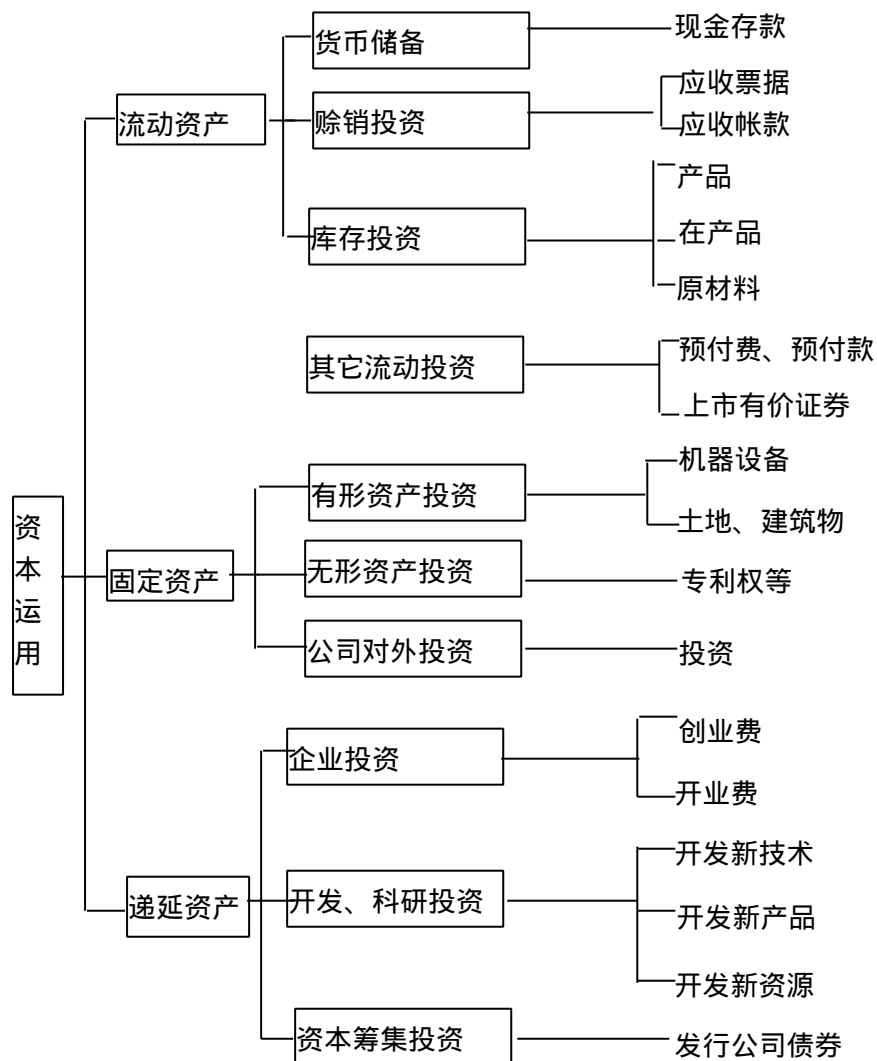 资本运用
流动资产
货币储备
现金存款
赊销投资
应收票据
应收帐款
库存投资
产品
在产品
原材料
其它流动投资
预付费、预付款
上市有价证券
固定资产
有形资产投资
机器设备
土地、建筑物
无形资产投资
专利权等
公司对外投资
投资
递延资产
企业投资
创业费
开业费
开发、科研投资
开发新技术
开发新产品
开发新资源
资本筹集投资
发行公司债券